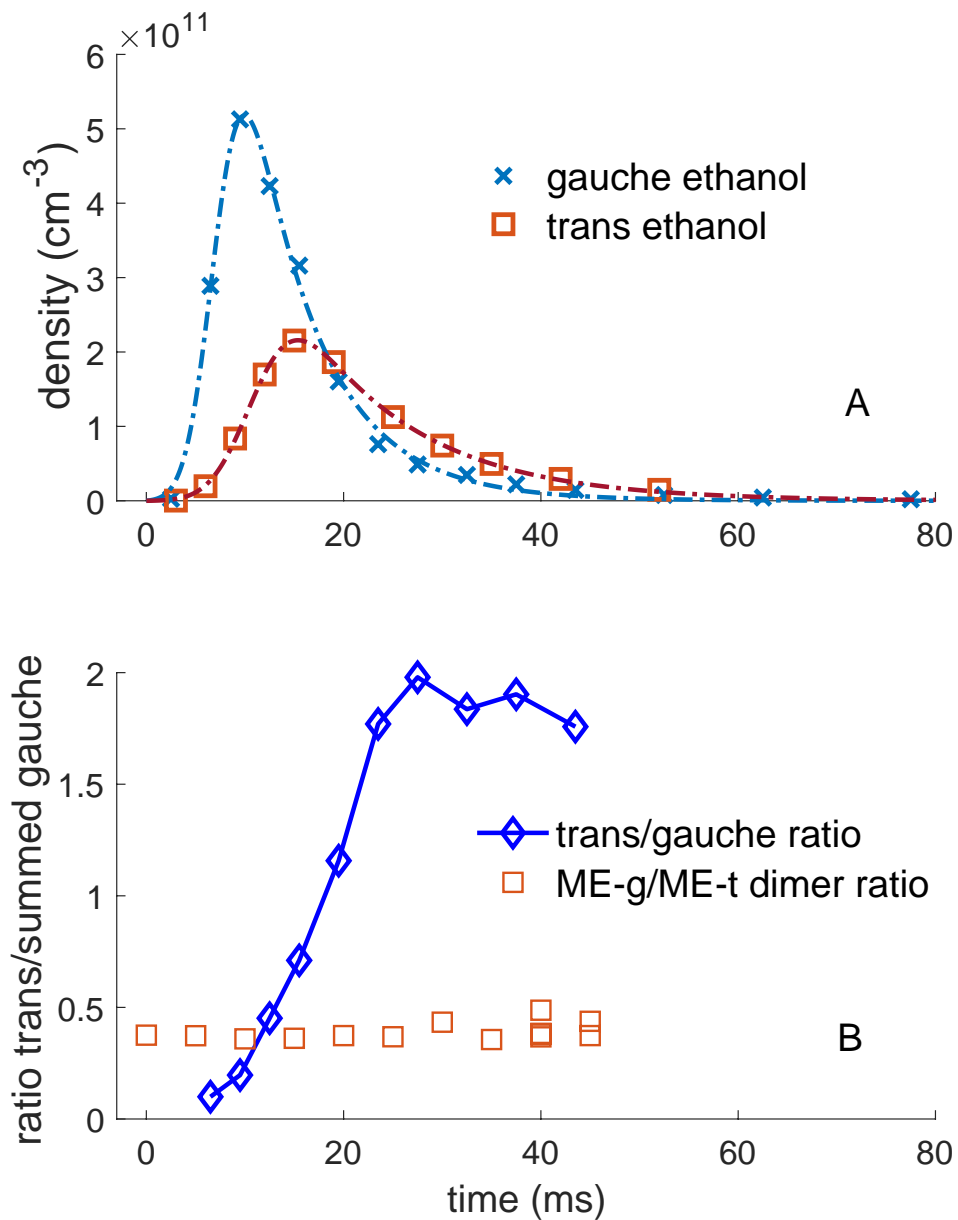 ×10^11
6
5
4
3
2
1
0
density (cm^-3)
gauche ethanol
trans ethanol
A
0 20 40 60 80
2
1.5
1
0.5
0
ratio trans/summed gauche
trans/gauche ratio
ME-g/ME-t dimer ratio
B
0 20 40 60 80
time (ms)